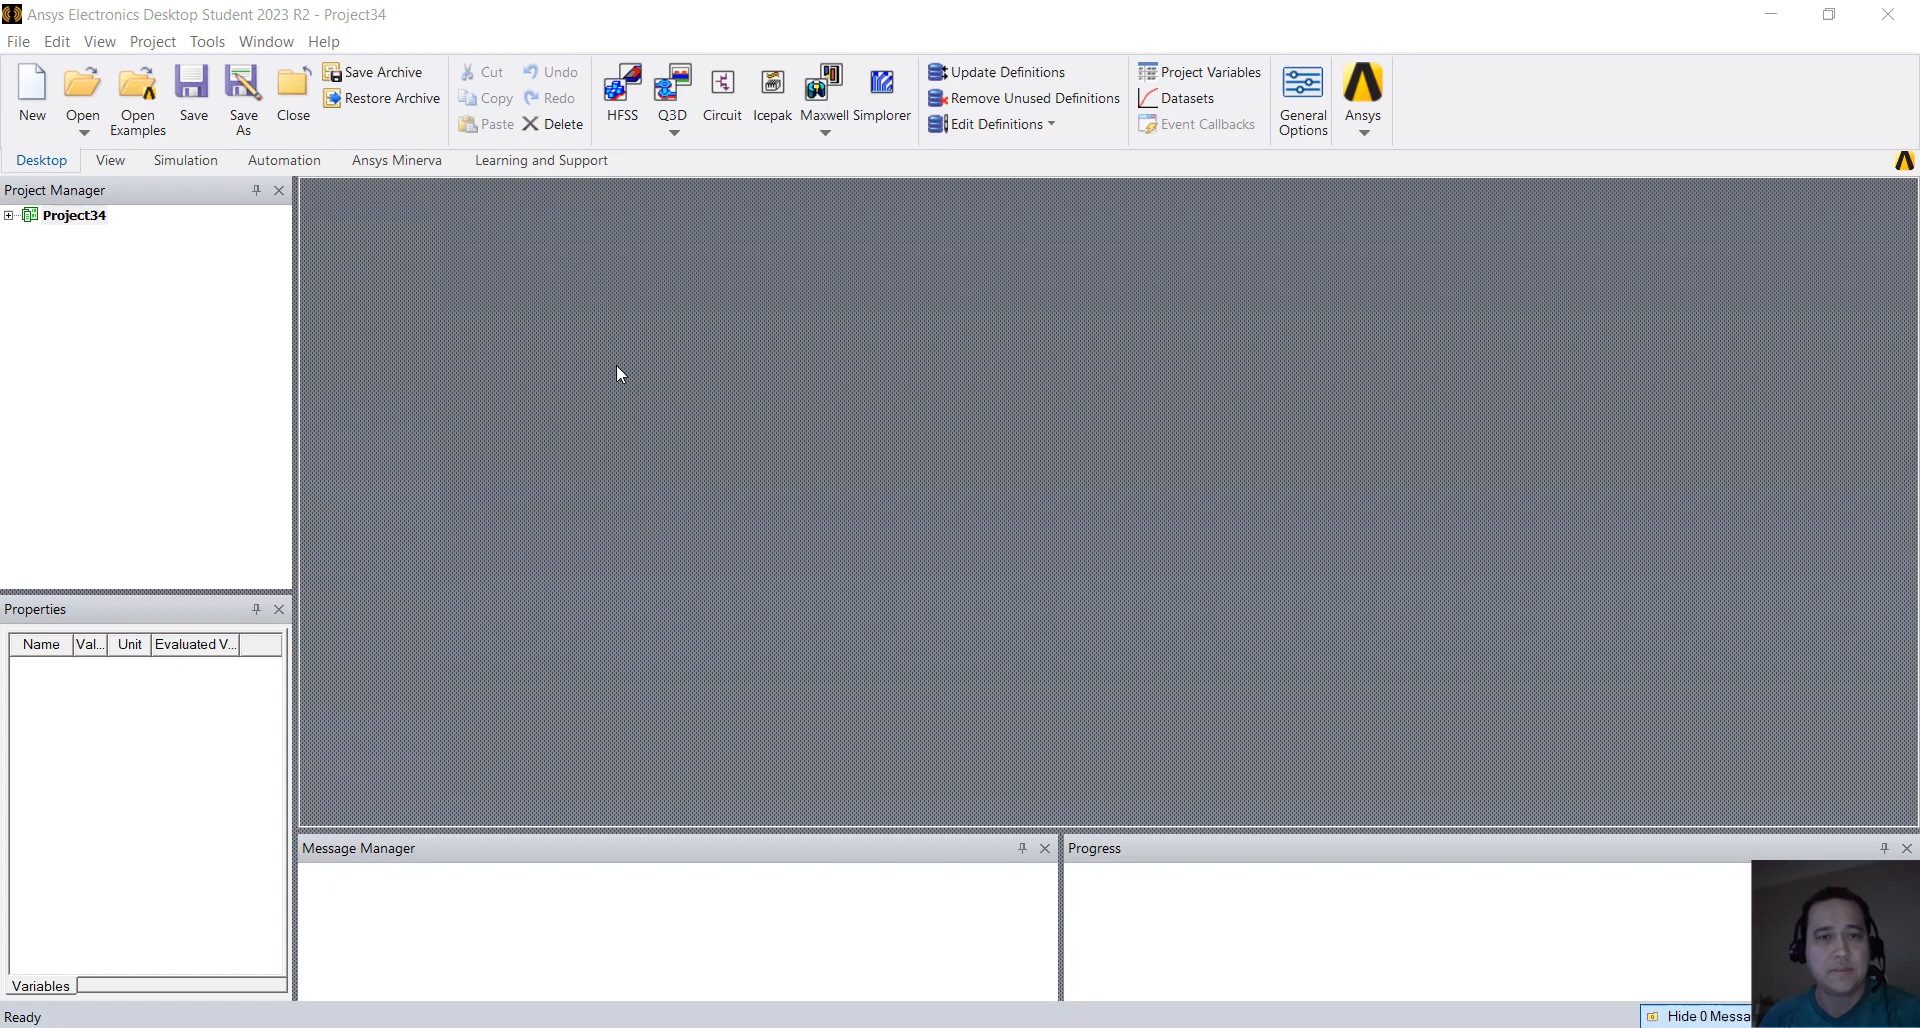 Ansys Electronics Desktop Student 2023 R2 - Project34
File Edit View Project Tools Window Help
New
Open
Open Examples
Save
Save As
Close
Save Archive
Restore Archive
Cut
Copy
Paste
Undo
Redo
Delete
HFSS
Q3D
Circuit
Icepak
Maxwell
Simplorer
Update Definitions
Remove Unused Definitions
Edit Definitions
Project Variables
Datasets
Event Callbacks
General Options
Ansys
Desktop View Simulation Automation Ansys Minerva Learning and Support
Project Manager
Project34
Properties
Name Val... Unit Evaluated V...
Variables
Message Manager
Progress
Ready
Hide 0 Messa